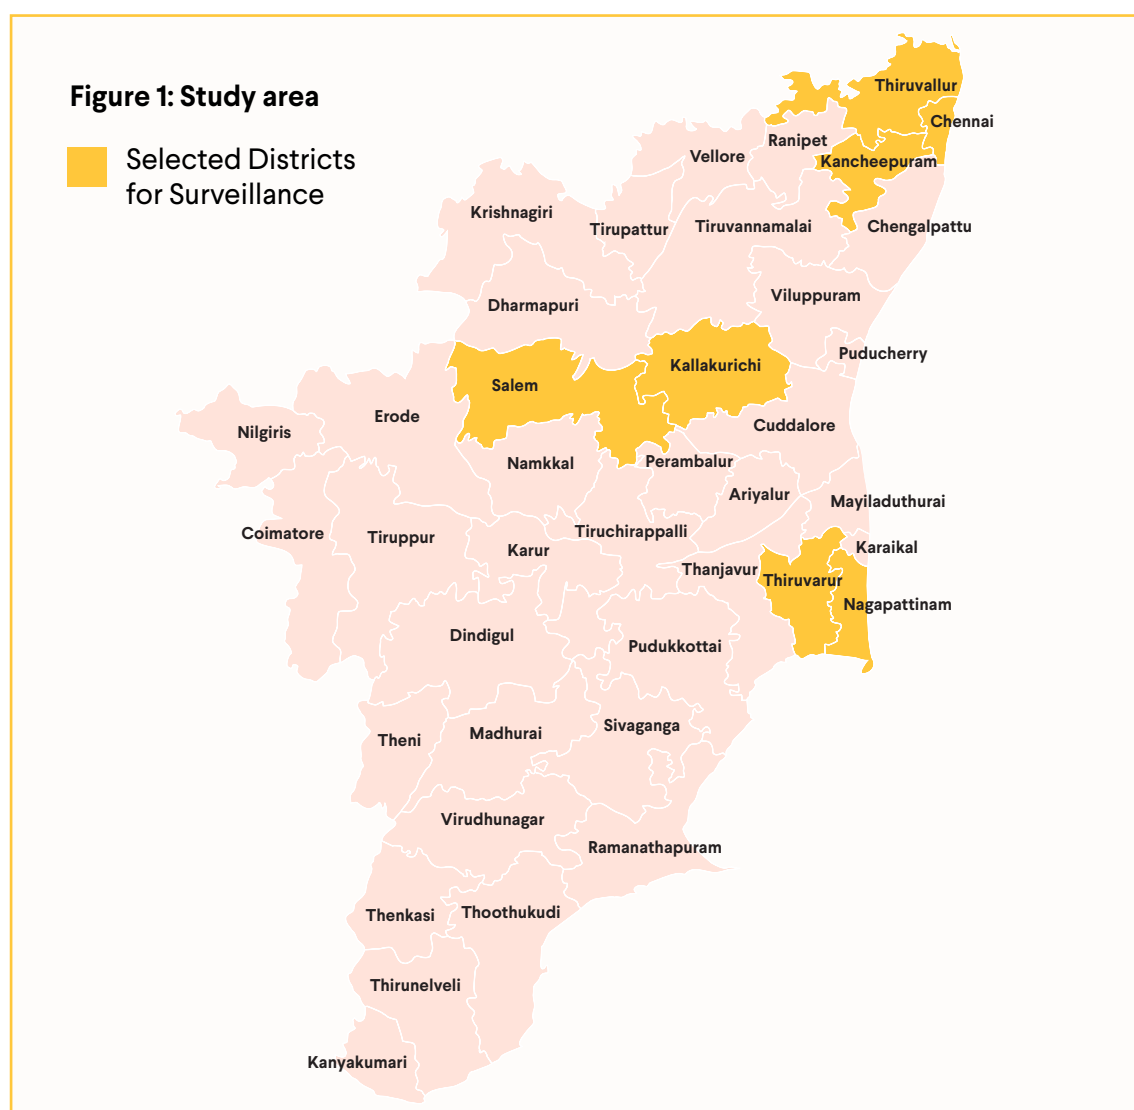 Figure 1: Study area
Selected Districts
for Surveillance
Thiruvallur
Chennai
Ranipet
Vellore
Kancheepuram
Krishnagiri
Tirupattur
Tiruvannamalai
Chengalpattu
Dharmapuri
Viluppuram
Puducherry
Kallakurichi
Salem
Erode
Cuddalore
Nilgiris
Namkkal
Perambalur
Ariyalur
Mayiladuthurai
Coimatore
Tiruppur
Karur
Tiruchirappalli
Karaikal
Thanjavur
Thiruvarur
Nagapattinam
Dindigul
Pudukkottai
Sivaganga
Madhurai
Theni
Virudhunagar
Ramanathapuram
Thenkasi
Thoothukudi
Thirunelveli
Kanyakumari